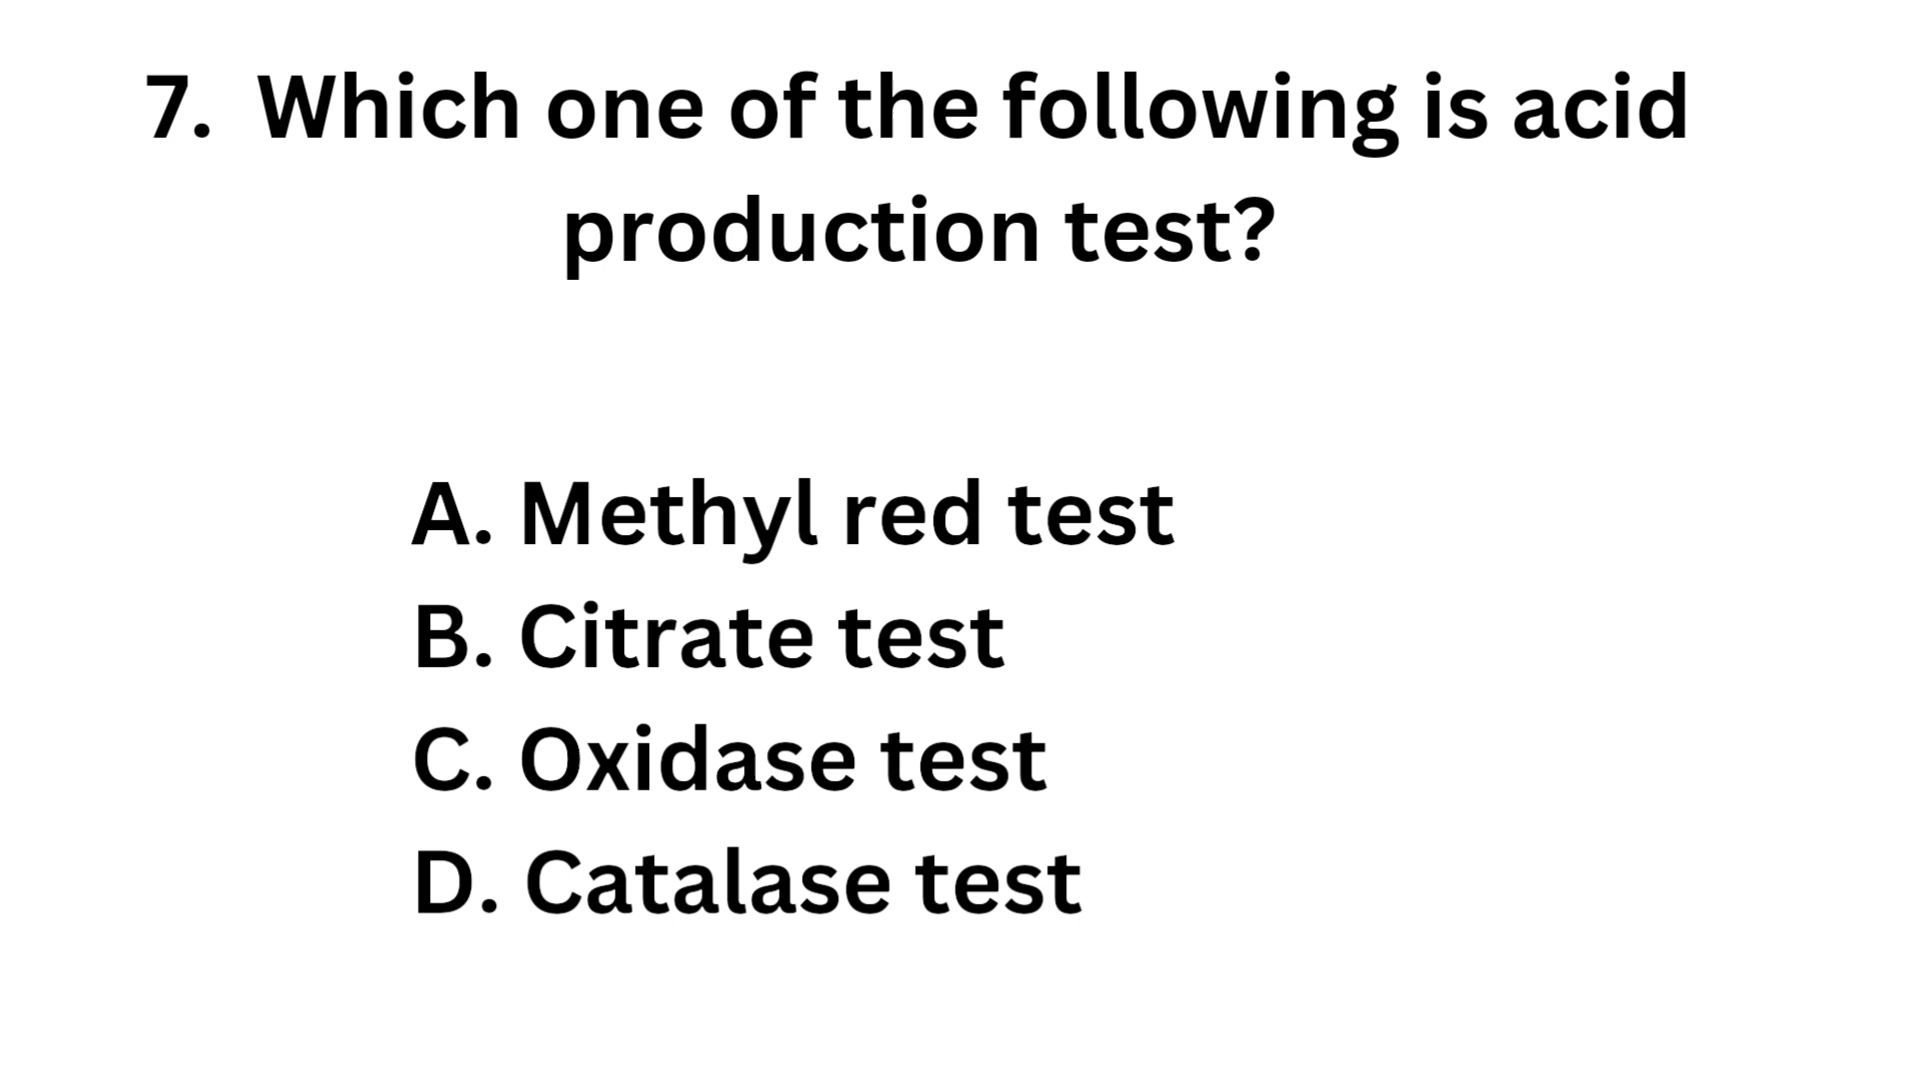 7. Which one of the following is acid
production test?
A. Methyl red test
B. Citrate test
C. Oxidase test
D. Catalase test